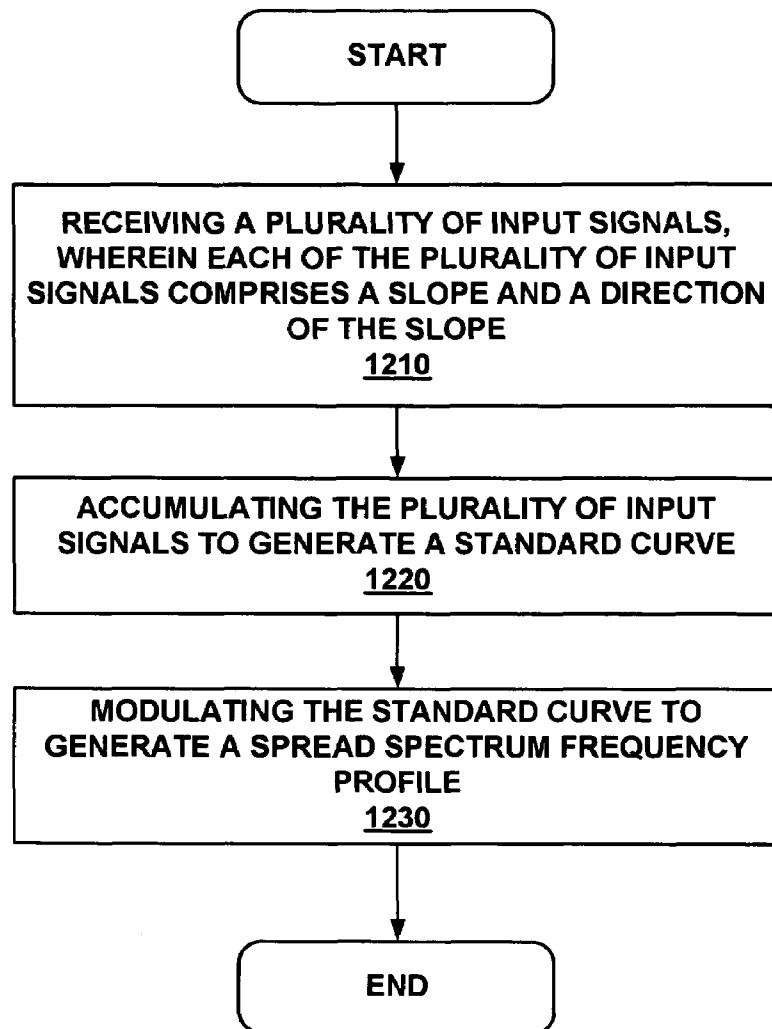 START
RECEIVING A PLURALITY OF INPUT SIGNALS,
WHEREIN EACH OF THE PLURALITY OF INPUT
SIGNALS COMPRISES A SLOPE AND A DIRECTION
OF THE SLOPE
1210
ACCUMULATING THE PLURALITY OF INPUT
SIGNALS TO GENERATE A STANDARD CURVE
1220
MODULATING THE STANDARD CURVE TO
GENERATE A SPREAD SPECTRUM FREQUENCY
PROFILE
1230
END